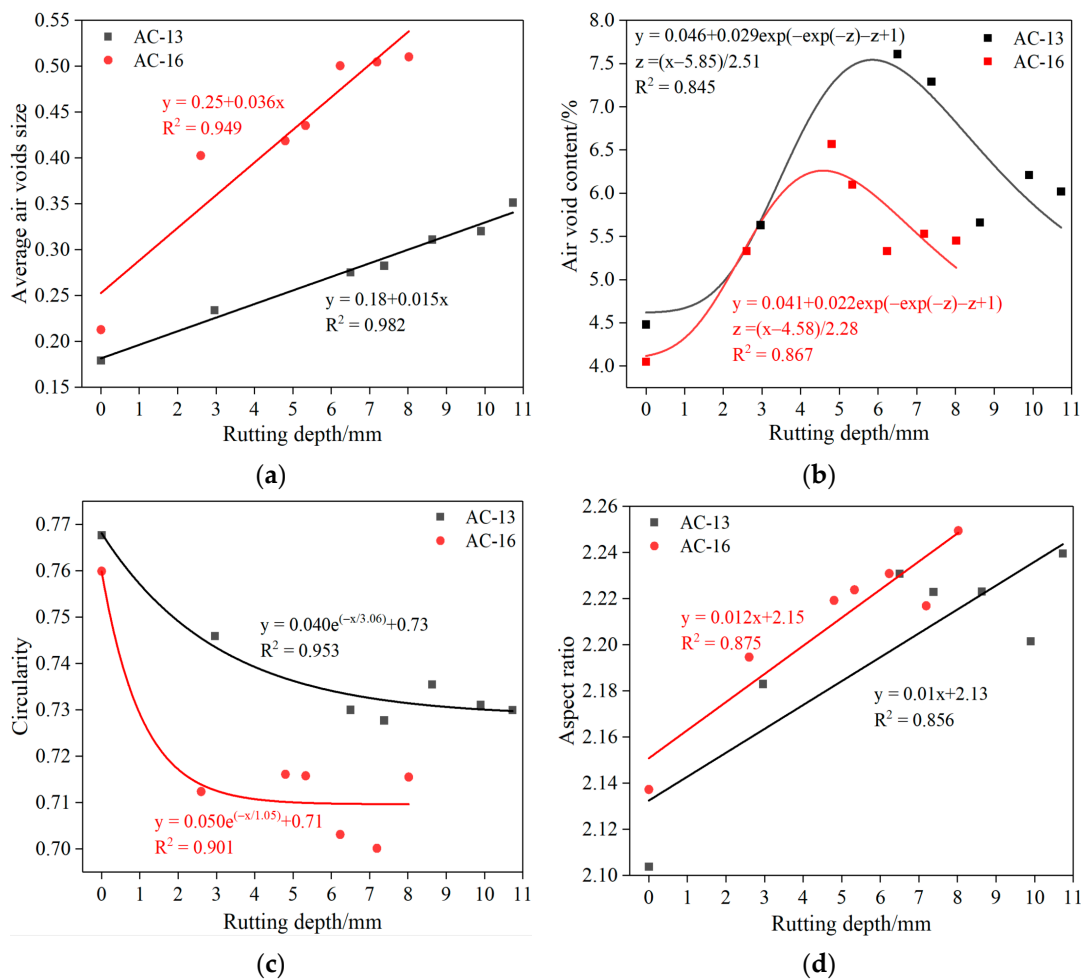 (a)
0.55
0.50
0.45
0.40
0.35
0.30
0.25
0.20
0.15
Average air voids size
AC-13
AC-16
y = 0.25+0.036x
R² = 0.949
y = 0.18+0.015x
R² = 0.982
0 1 2 3 4 5 6 7 8 9 10 11
Rutting depth/mm
8.0
7.5
7.0
6.5
6.0
5.5
5.0
4.5
4.0
Air void content/%
y = 0.046+0.029exp(−exp(−z)−z+1)
z =(x−5.85)/2.51
R² = 0.845
AC-13
AC-16
y = 0.041+0.022exp(−exp(−z)−z+1)
z =(x−4.58)/2.28
R² = 0.867
0 1 2 3 4 5 6 7 8 9 10 11
Rutting depth/mm
(b)
0.77
0.76
0.75
0.74
0.73
0.72
0.71
0.70
Circularity
AC-13
AC-16
y = 0.040e^(−x/3.06)+0.73
R² = 0.953
y = 0.050e^(−x/1.05)+0.71
R² = 0.901
0 1 2 3 4 5 6 7 8 9 10 11
Rutting depth/mm
(c)
2.26
2.24
2.22
2.20
2.18
2.16
2.14
2.12
2.10
Aspect ratio
AC-13
AC-16
y = 0.012x+2.15
R² = 0.875
y = 0.01x+2.13
R² = 0.856
0 1 2 3 4 5 6 7 8 9 10 11
Rutting depth/mm
(d)